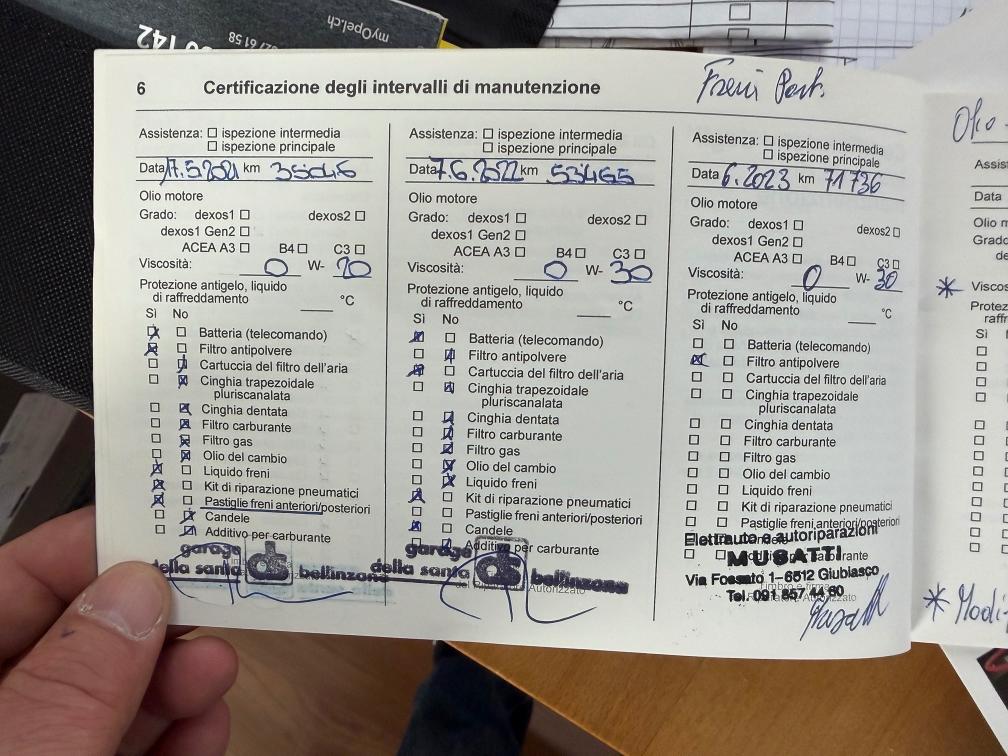 myOpel.ch
142
6 Certificazione degli intervalli di manutenzione
Freni Post.
Assistenza: ☐ ispezione intermedia
☐ ispezione principale
Data 17.5.2021 km
Olio motore
Grado: dexos1 ☐ dexos2 ☐
dexos1 Gen2 ☐
ACEA A3 ☐ B4 ☐ C3 ☐
Viscosità: 0 W-
Protezione antigelo, liquido
di raffreddamento ____ °C
Sì No
Batteria (telecomando)
Filtro antipolvere
Cartuccia del filtro dell'aria
Cinghia trapezoidale
pluriscanalata
Cinghia dentata
Filtro carburante
Filtro gas
Olio del cambio
Liquido freni
Kit di riparazione pneumatici
Pastiglie freni anteriori/posteriori
Candele
Additivo per carburante
garage
della santa ds bellinzona
Assistenza: ☐ ispezione intermedia
☐ ispezione principale
Data 7.6.2022 km 53465
Olio motore
Grado: dexos1 ☐ dexos2 ☐
dexos1 Gen2 ☐
ACEA A3 ☐ B4 ☐ C3 ☐
Viscosità: 0 W- 30
Protezione antigelo, liquido
di raffreddamento ____ °C
Sì No
Batteria (telecomando)
Filtro antipolvere
Cartuccia del filtro dell'aria
Cinghia trapezoidale
pluriscanalata
Cinghia dentata
Filtro carburante
Filtro gas
Olio del cambio
Liquido freni
Kit di riparazione pneumatici
Pastiglie freni anteriori/posteriori
Candele
Additivo per carburante
garage
della santa ds bellinzona
Riparatore Autorizzato
Assistenza: ☐ ispezione intermedia
☐ ispezione principale
Data 6.2023 km 71736
Olio motore
Grado: dexos1 ☐ dexos2 ☐
dexos1 Gen2 ☐
ACEA A3 ☐ B4 ☐ C3 ☐
Viscosità: 0 W- 30
Protezione antigelo, liquido
di raffreddamento ____ °C
Sì No
Batteria (telecomando)
Filtro antipolvere
Cartuccia del filtro dell'aria
Cinghia trapezoidale
pluriscanalata
Cinghia dentata
Filtro carburante
Filtro gas
Olio del cambio
Liquido freni
Kit di riparazione pneumatici
Pastiglie freni anteriori/posteriori
Elettrauto e autoriparazioni
MUSATTI
Via Fossato 1-6512 Giubiasco
Tel. 091 857 44 60
Olio
Data
Sì